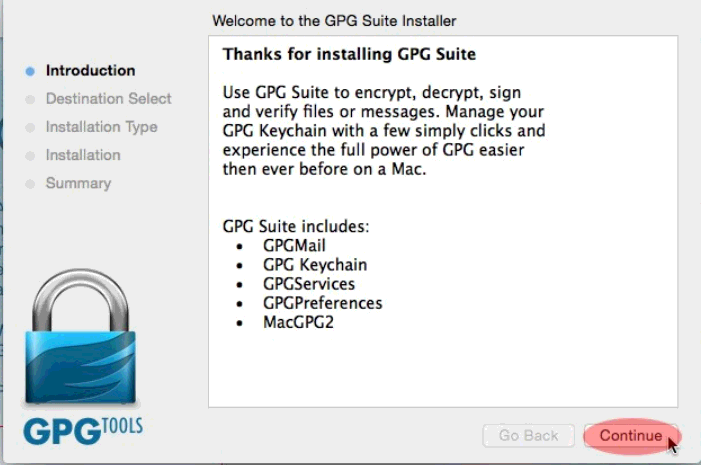 Welcome to the GPG Suite Installer
Introduction
Destination Select
Installation Type
Installation
Summary
Thanks for installing GPG Suite
Use GPG Suite to encrypt, decrypt, sign
and verify files or messages. Manage your
GPG Keychain with a few simply clicks and
experience the full power of GPG easier
then ever before on a Mac.
GPG Suite includes:
• GPGMail
• GPG Keychain
• GPGServices
• GPGPreferences
• MacGPG2
GPGTOOLS
Go Back
Continue